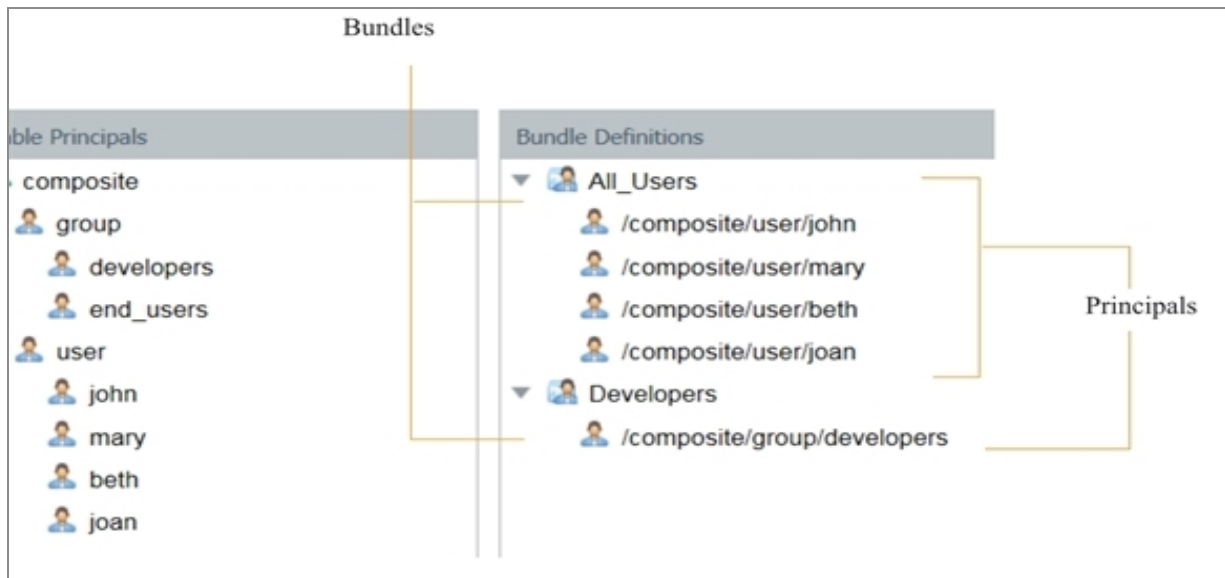 Bundles
ble Principals
composite
group
developers
end_users
user
john
mary
beth
joan
Bundle Definitions
All_Users
/composite/user/john
/composite/user/mary
/composite/user/beth
/composite/user/joan
Developers
/composite/group/developers
Principals